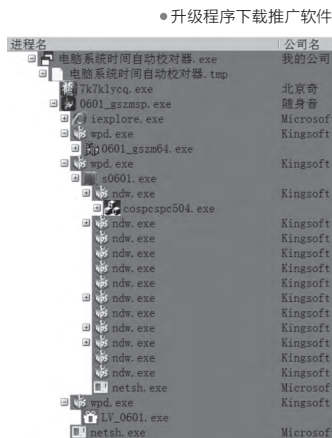 ●升级程序下载推广软件
进程名 公司名
电脑系统时间自动校对器.exe 我的公司
电脑系统时间自动校对器.tmp
7k7klycq.exe 北京奇
0601_gszmsp.exe 随身音
iexplore.exe Microsof
wpd.exe Kingsoft
0601_gszm64.exe
wpd.exe Kingsoft
s0601.exe
ndw.exe Kingsoft
cospcspc504.exe
ndw.exe Kingsoft
ndw.exe Kingsoft
ndw.exe Kingsoft
ndw.exe Kingsoft
ndw.exe Kingsoft
ndw.exe Kingsoft
ndw.exe Kingsoft
ndw.exe Kingsoft
ndw.exe Kingsoft
ndw.exe Kingsoft
ndw.exe Kingsoft
netsh.exe Microsof
wpd.exe Kingsoft
LV_0601.exe
netsh.exe Microsof